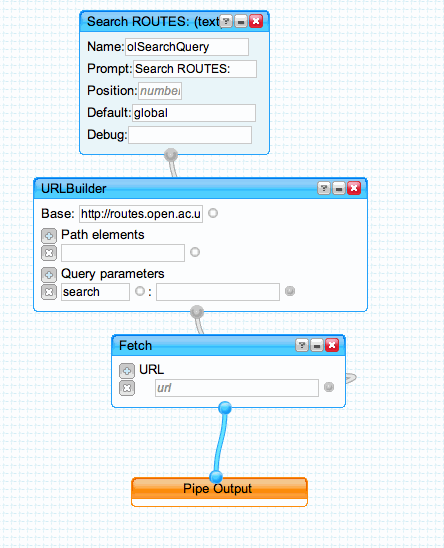 Search ROUTES: (text
Name: olSearchQuery
Prompt: Search ROUTES:
Position: number
Default: global
Debug:
URLBuilder
Base: http://routes.open.ac.u
Path elements
Query parameters
search :
Fetch
URL
url
Pipe Output